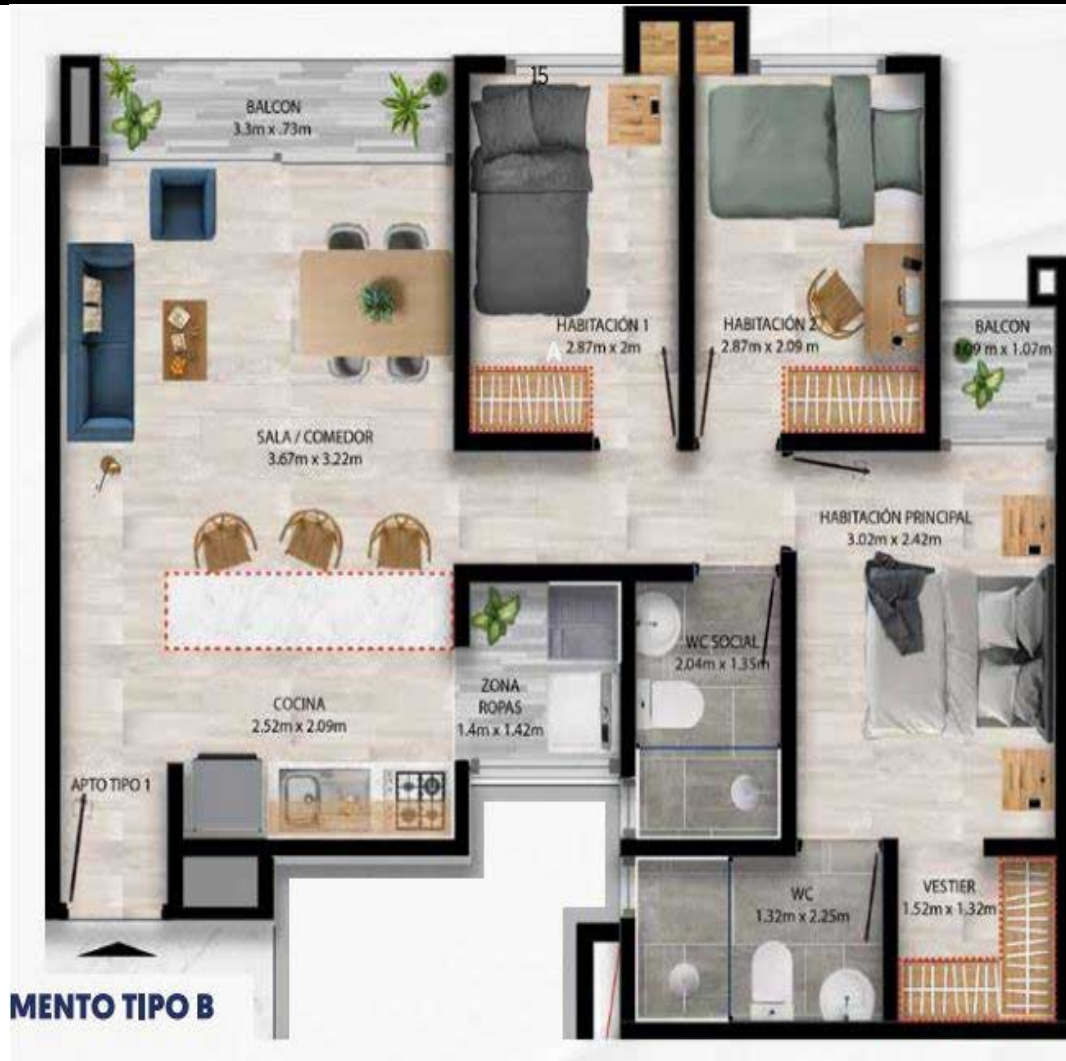 15
BALCON
3.3m x .73m
HABITACIÓN 1
2.87m x 2m
A
HABITACIÓN 2
2.87m x 2.09 m
BALCON
1.09 m x 1.07m
SALA / COMEDOR
3.67m x 3.22m
HABITACIÓN PRINCIPAL
3.02m x 2.42m
WC SOCIAL
2.04m x 1.35m
ZONA
ROPAS
1.4m x 1.42m
COCINA
2.52m x 2.09m
APTO TIPO 1
WC
1.32m x 2.25m
VESTIER
1.52m x 1.32m
MENTO TIPO B